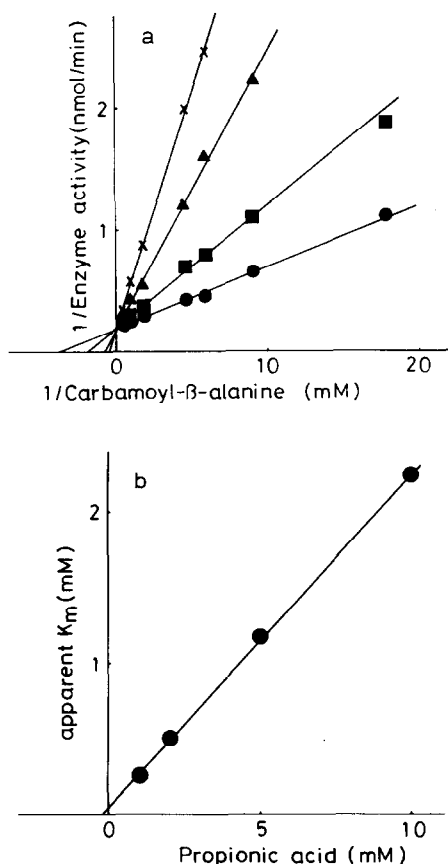 a
1/Enzyme activity(nmol/min)
2
1
0
10
20
1/Carbamoyl-ß-alanine (mM)
b
apparent Km(mM)
2
1
0
5
10
Propionic acid (mM)